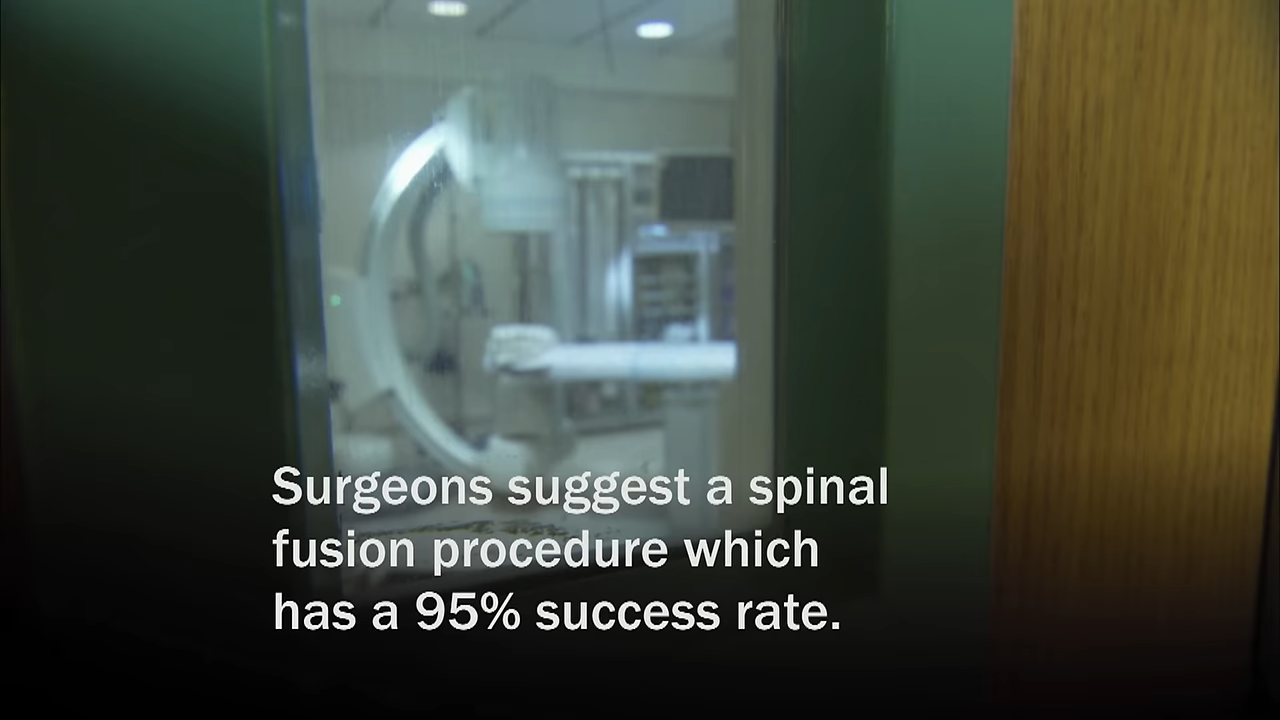 Surgeons suggest a spinal
fusion procedure which
has a 95% success rate.